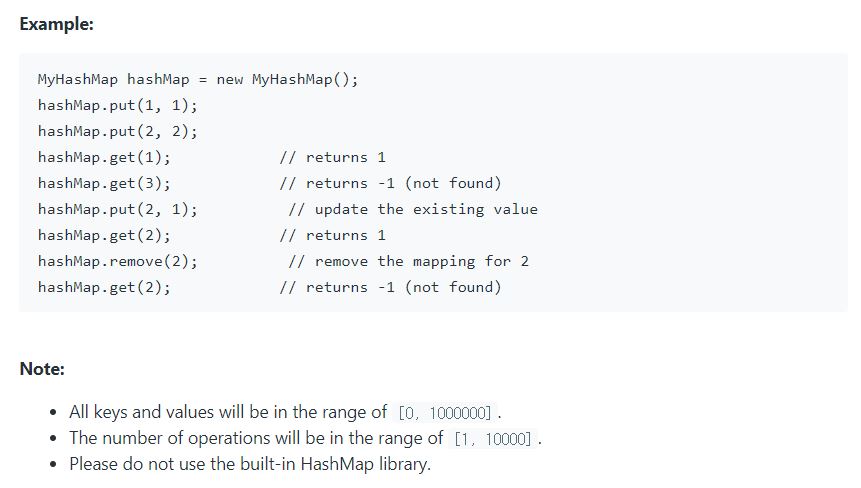 Example:
MyHashMap hashMap = new MyHashMap();
hashMap.put(1, 1);
hashMap.put(2, 2);
hashMap.get(1);            // returns 1
hashMap.get(3);            // returns -1 (not found)
hashMap.put(2, 1);          // update the existing value
hashMap.get(2);            // returns 1
hashMap.remove(2);          // remove the mapping for 2
hashMap.get(2);            // returns -1 (not found)
Note:
• All keys and values will be in the range of [0, 1000000].
• The number of operations will be in the range of [1, 10000].
• Please do not use the built-in HashMap library.